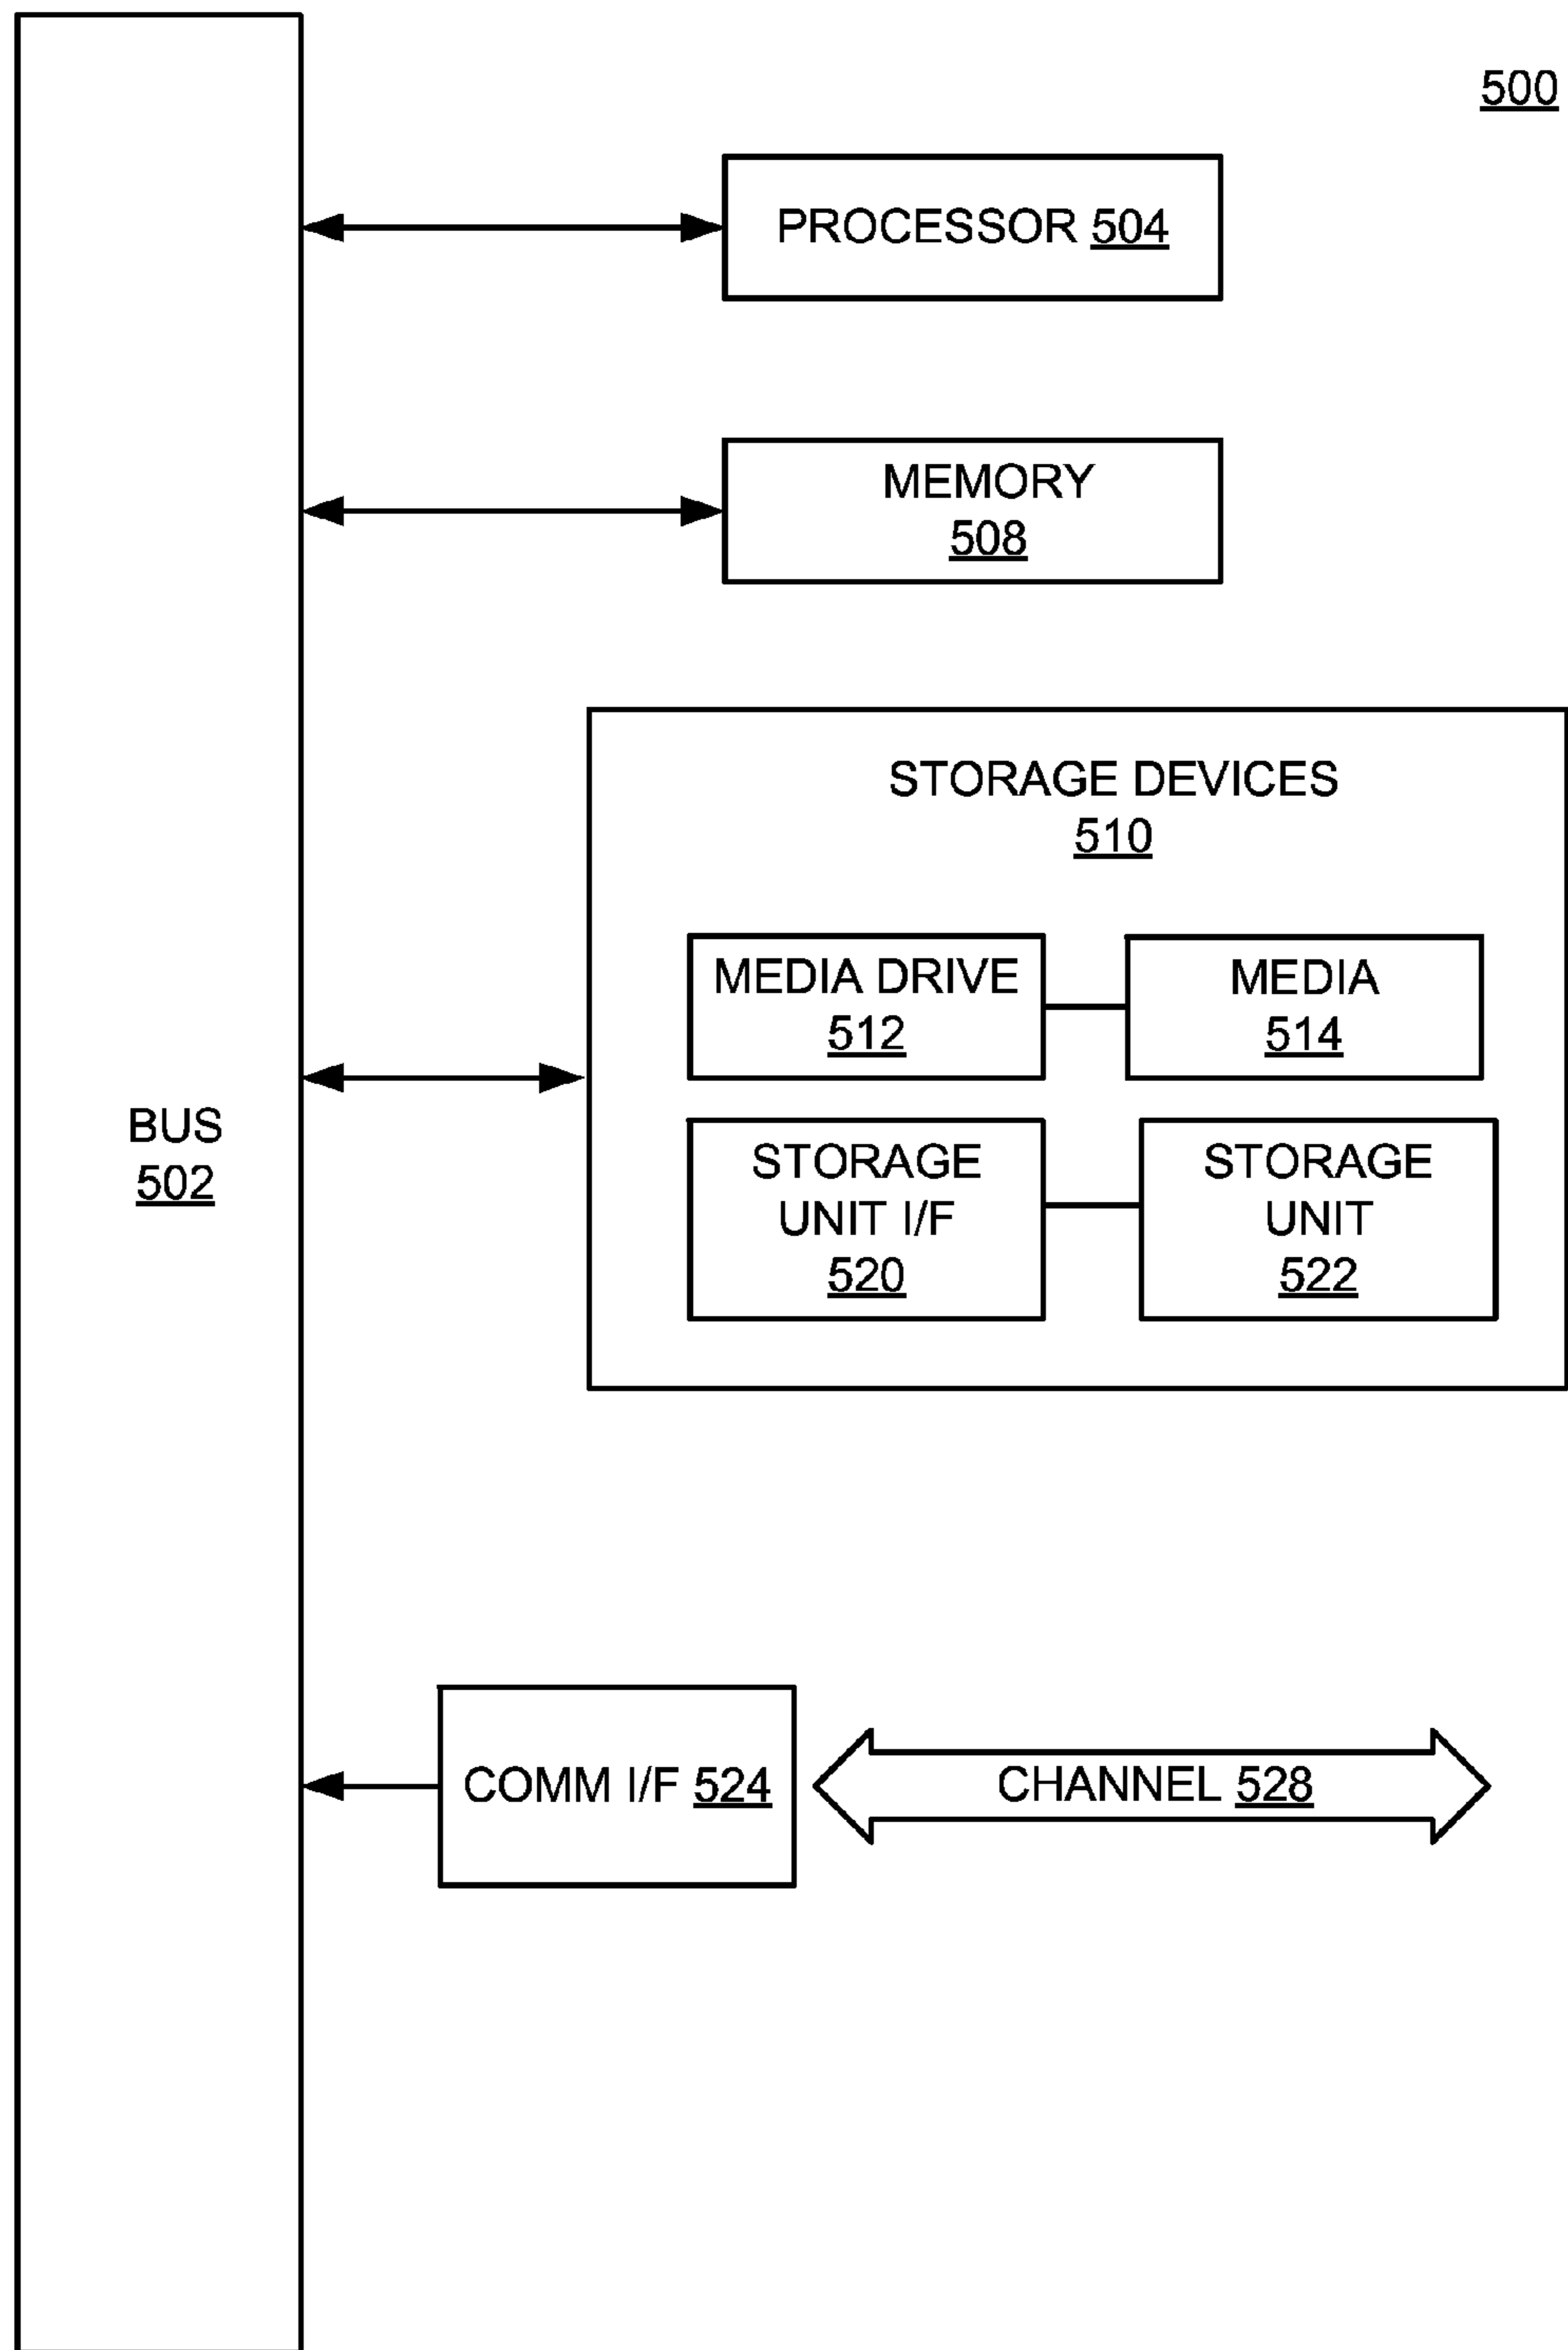 500
PROCESSOR 504
MEMORY
508
STORAGE DEVICES
510
MEDIA DRIVE
512
MEDIA
514
BUS
502
STORAGE
UNIT I/F
520
STORAGE
UNIT
522
COMM I/F 524
CHANNEL 528